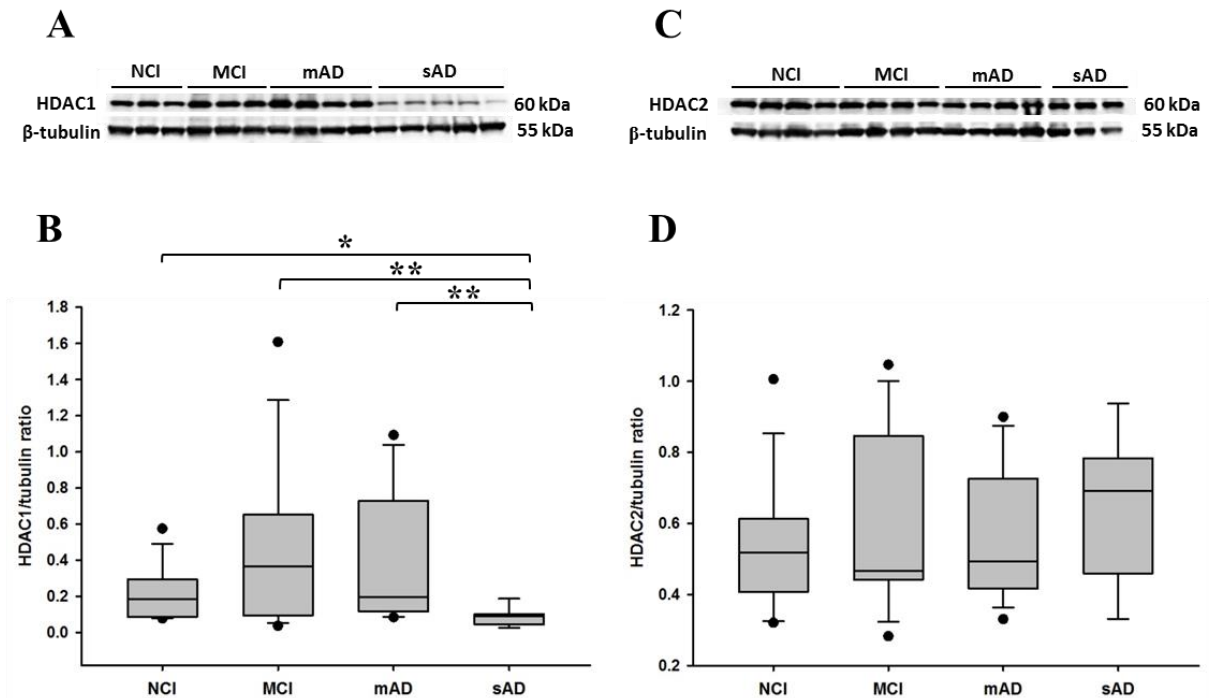 A
NCI MCI mAD sAD
HDAC1 60 kDa
β-tubulin 55 kDa
C
NCI MCI mAD sAD
HDAC2 60 kDa
β-tubulin 55 kDa
B
*
**
**
HDAC1/tubulin ratio
1.8
1.6
1.4
1.2
1.0
0.8
0.6
0.4
0.2
0.0
NCI MCI mAD sAD
D
HDAC2/tubulin ratio
1.2
1.0
0.8
0.6
0.4
0.2
NCI MCI mAD sAD